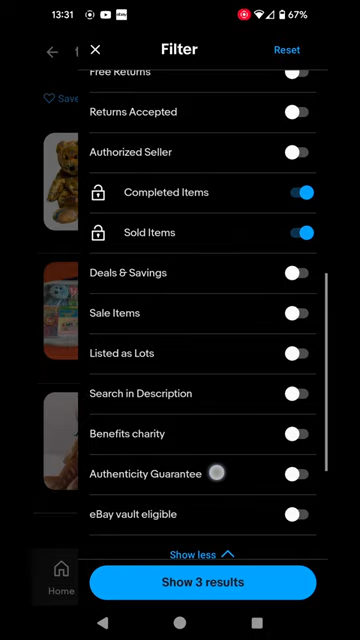 13:31
ebay
67%
Filter
Reset
Save
Free Returns
Returns Accepted
Authorized Seller
Completed Items
Sold Items
Deals & Savings
Sale Items
Listed as Lots
Search in Description
Benefits charity
Authenticity Guarantee
eBay vault eligible
Show less
Show 3 results
Home